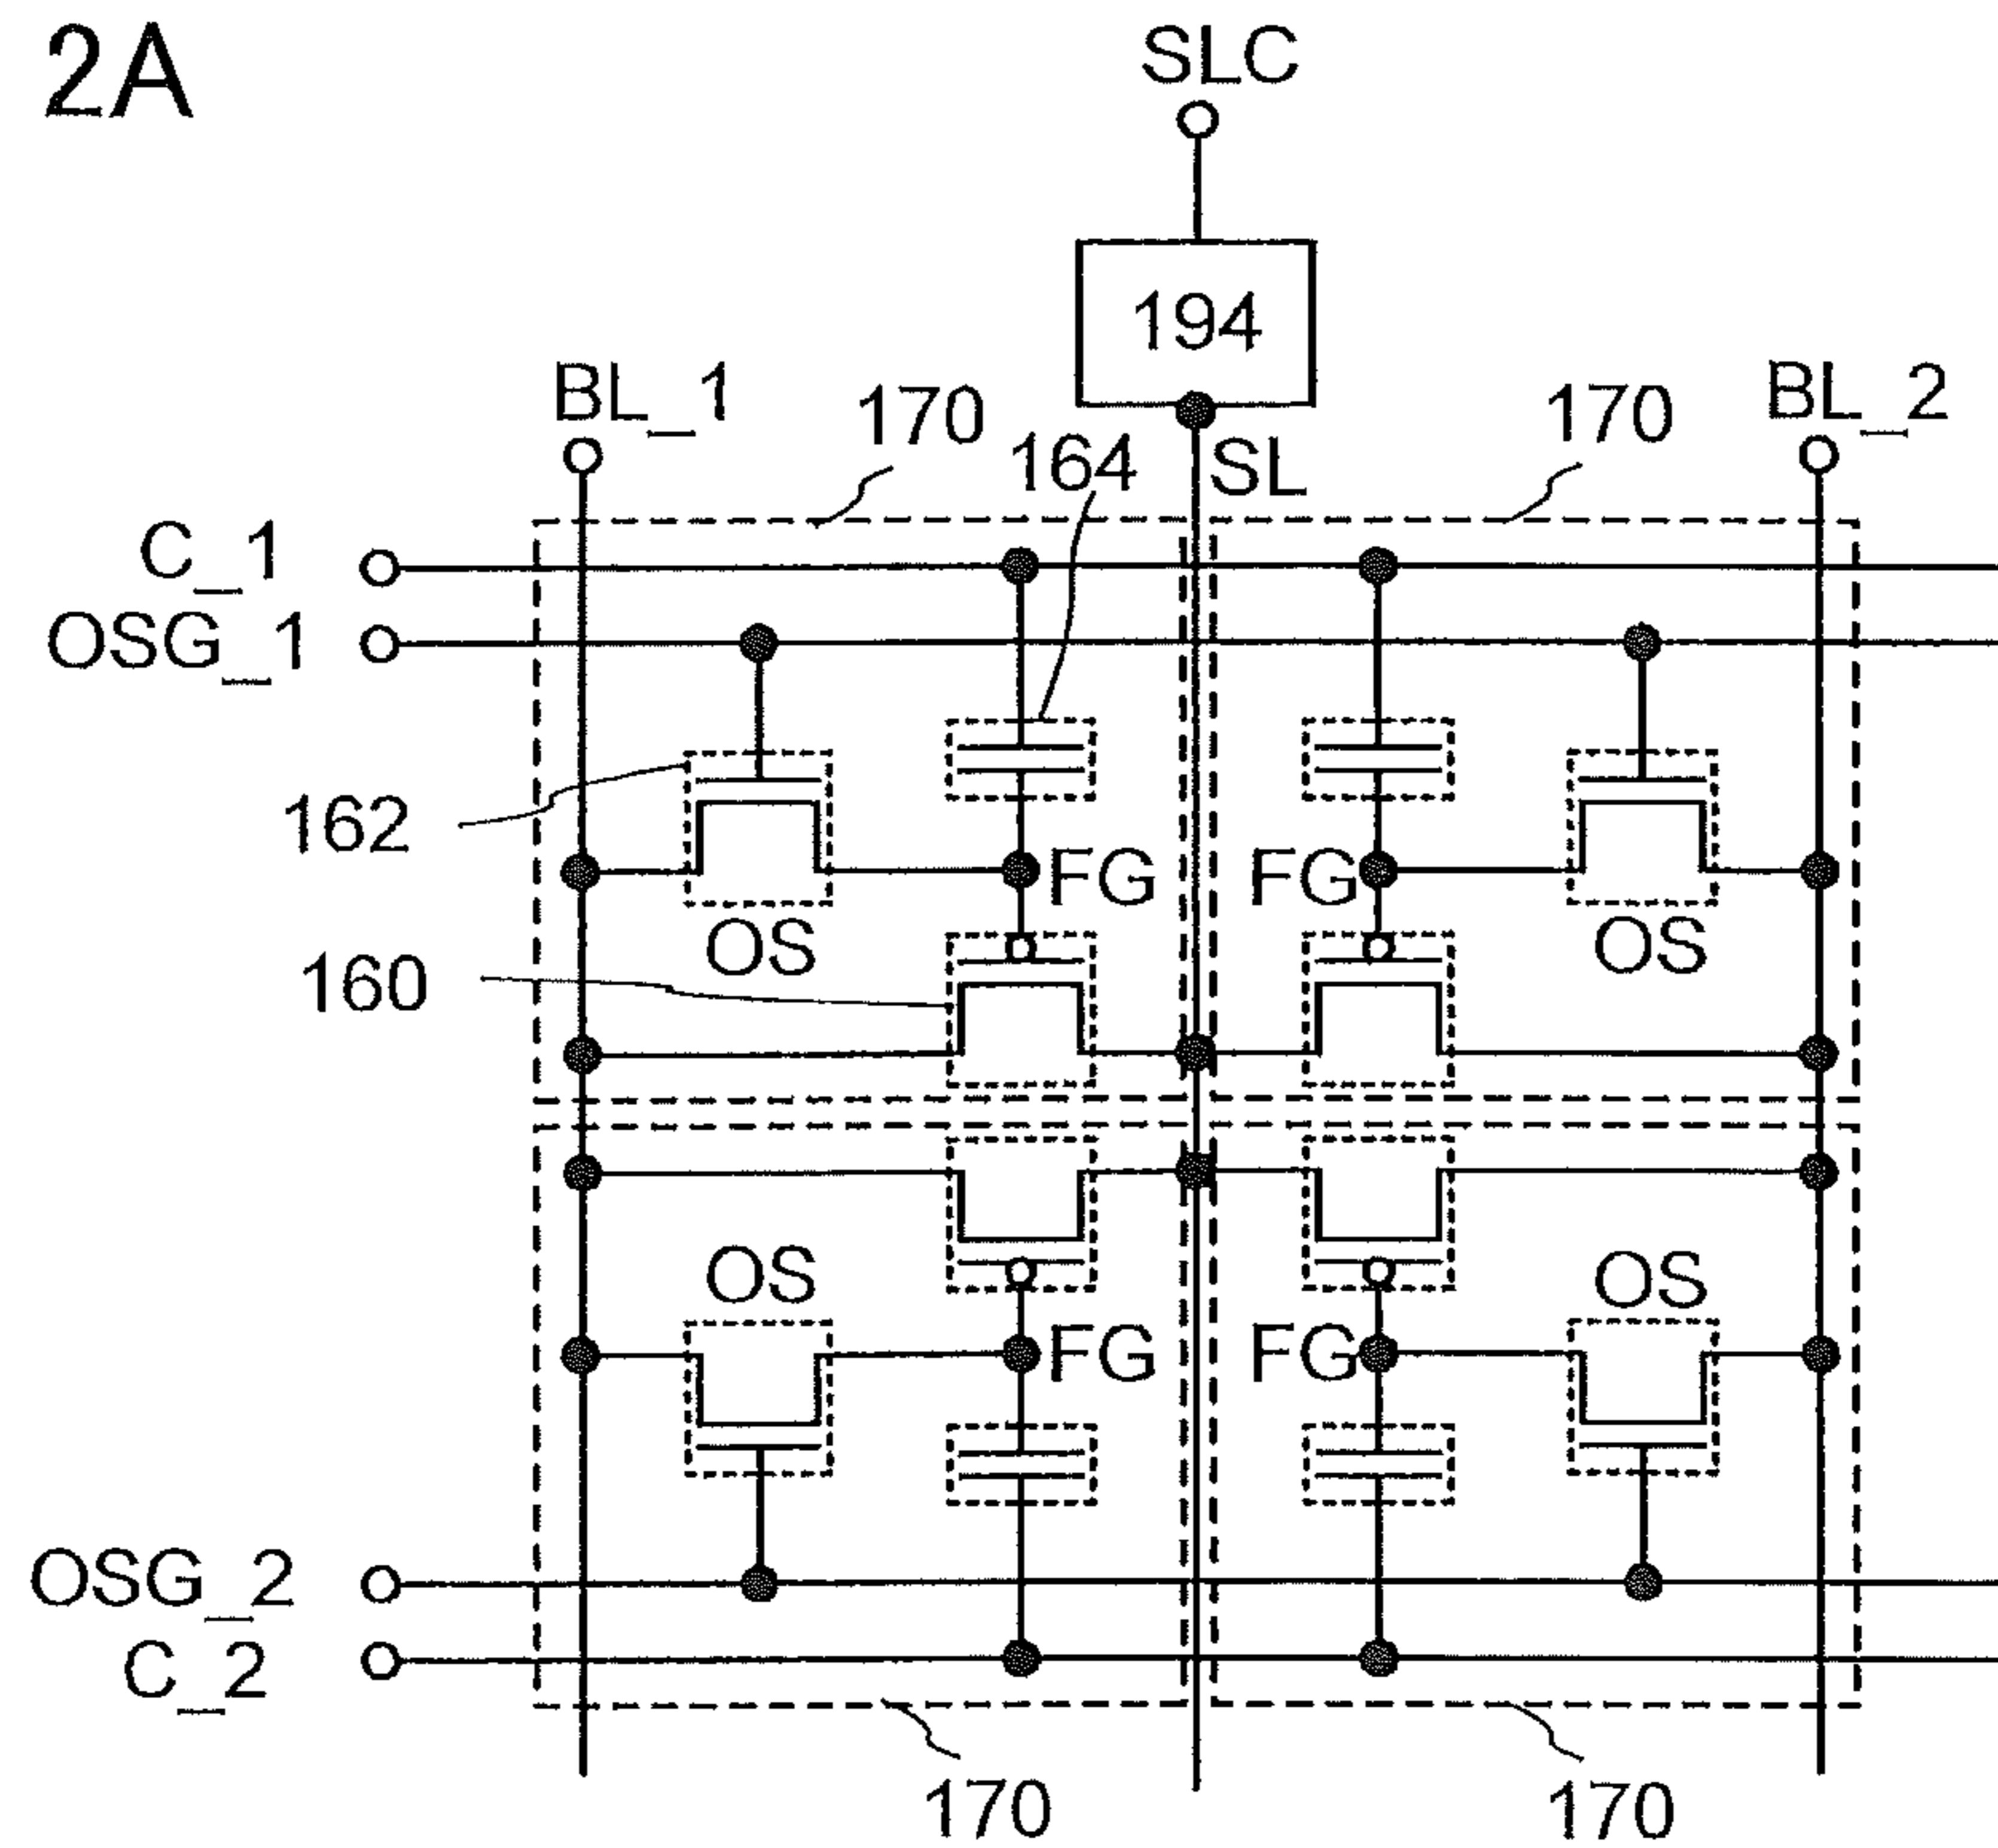 2A
SLC
194
BL_1
170
170
BL_2
164
SL
C_1
OSG_1
162
FG
FG
OS
OS
160
OS
OS
FG
FG
OSG_2
C_2
170
170